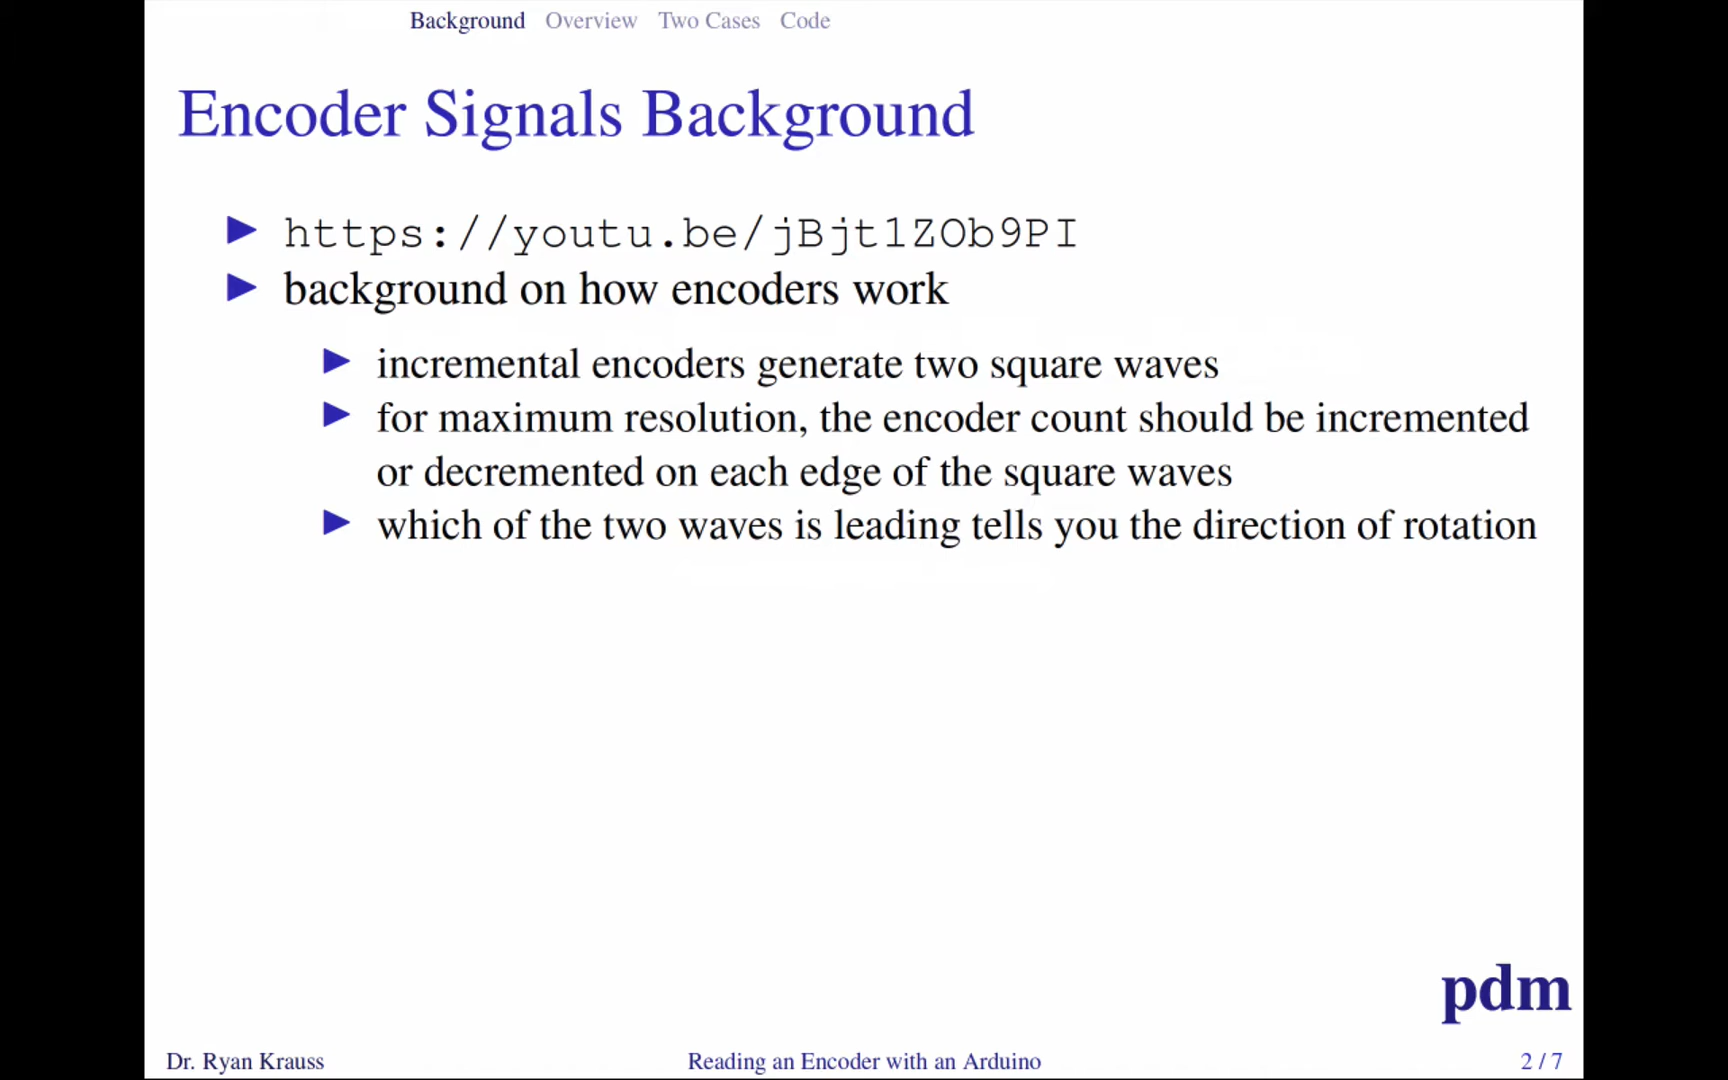 Background Overview Two Cases Code
Encoder Signals Background
https://youtu.be/jBjt1ZOb9PI
background on how encoders work
incremental encoders generate two square waves
for maximum resolution, the encoder count should be incremented
or decremented on each edge of the square waves
which of the two waves is leading tells you the direction of rotation
pdm
Dr. Ryan Krauss Reading an Encoder with an Arduino 2 / 7